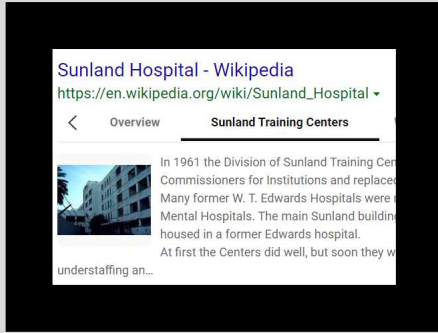 Sunland Hospital - Wikipedia
https://en.wikipedia.org/wiki/Sunland_Hospital
Overview Sunland Training Centers
In 1961 the Division of Sunland Training Cen
Commissioners for Institutions and replaced
Many former W. T. Edwards Hospitals were
Mental Hospitals. The main Sunland building
housed in a former Edwards hospital.
At first the Centers did well, but soon they w
understaffing an...